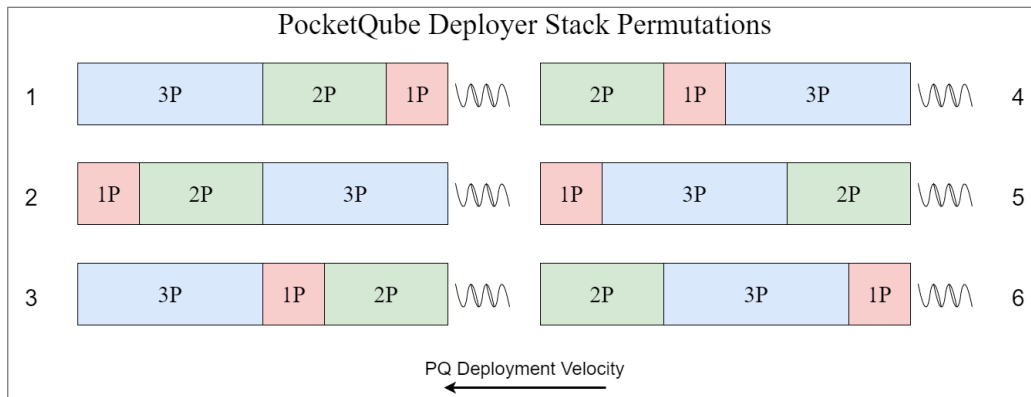 PocketQube Deployer Stack Permutations
1 3P 2P 1P 2P 1P 3P 4
2 1P 2P 3P 1P 3P 2P 5
3 3P 1P 2P 2P 3P 1P 6
PQ Deployment Velocity